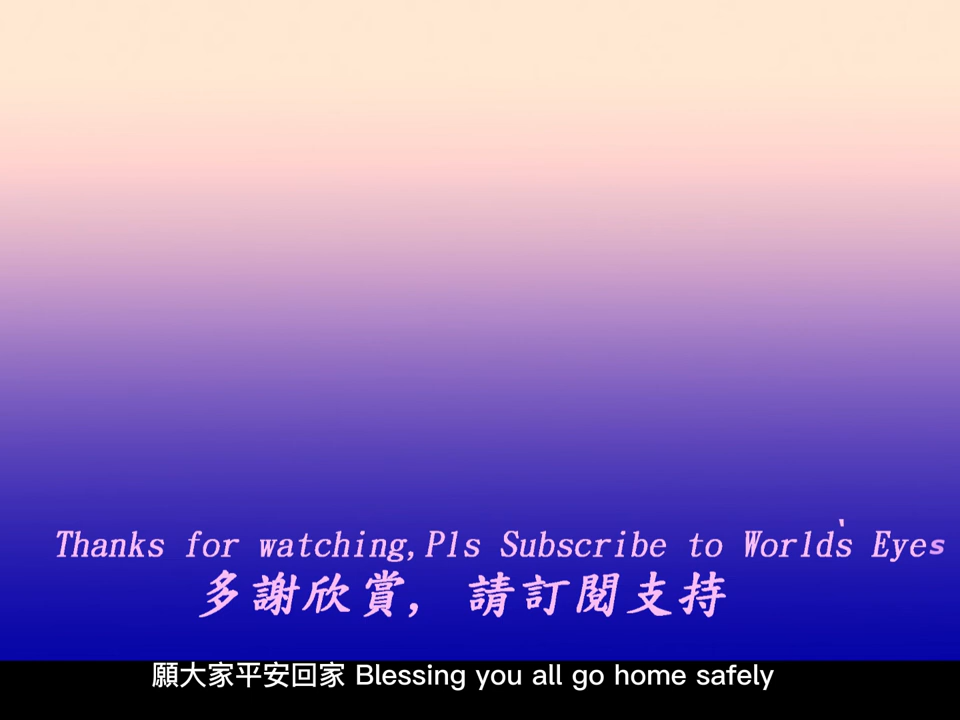 Thanks for watching,Pls Subscribe to World`s Eyes
多謝欣賞，請訂閱支持
願大家平安回家 Blessing you all go home safely